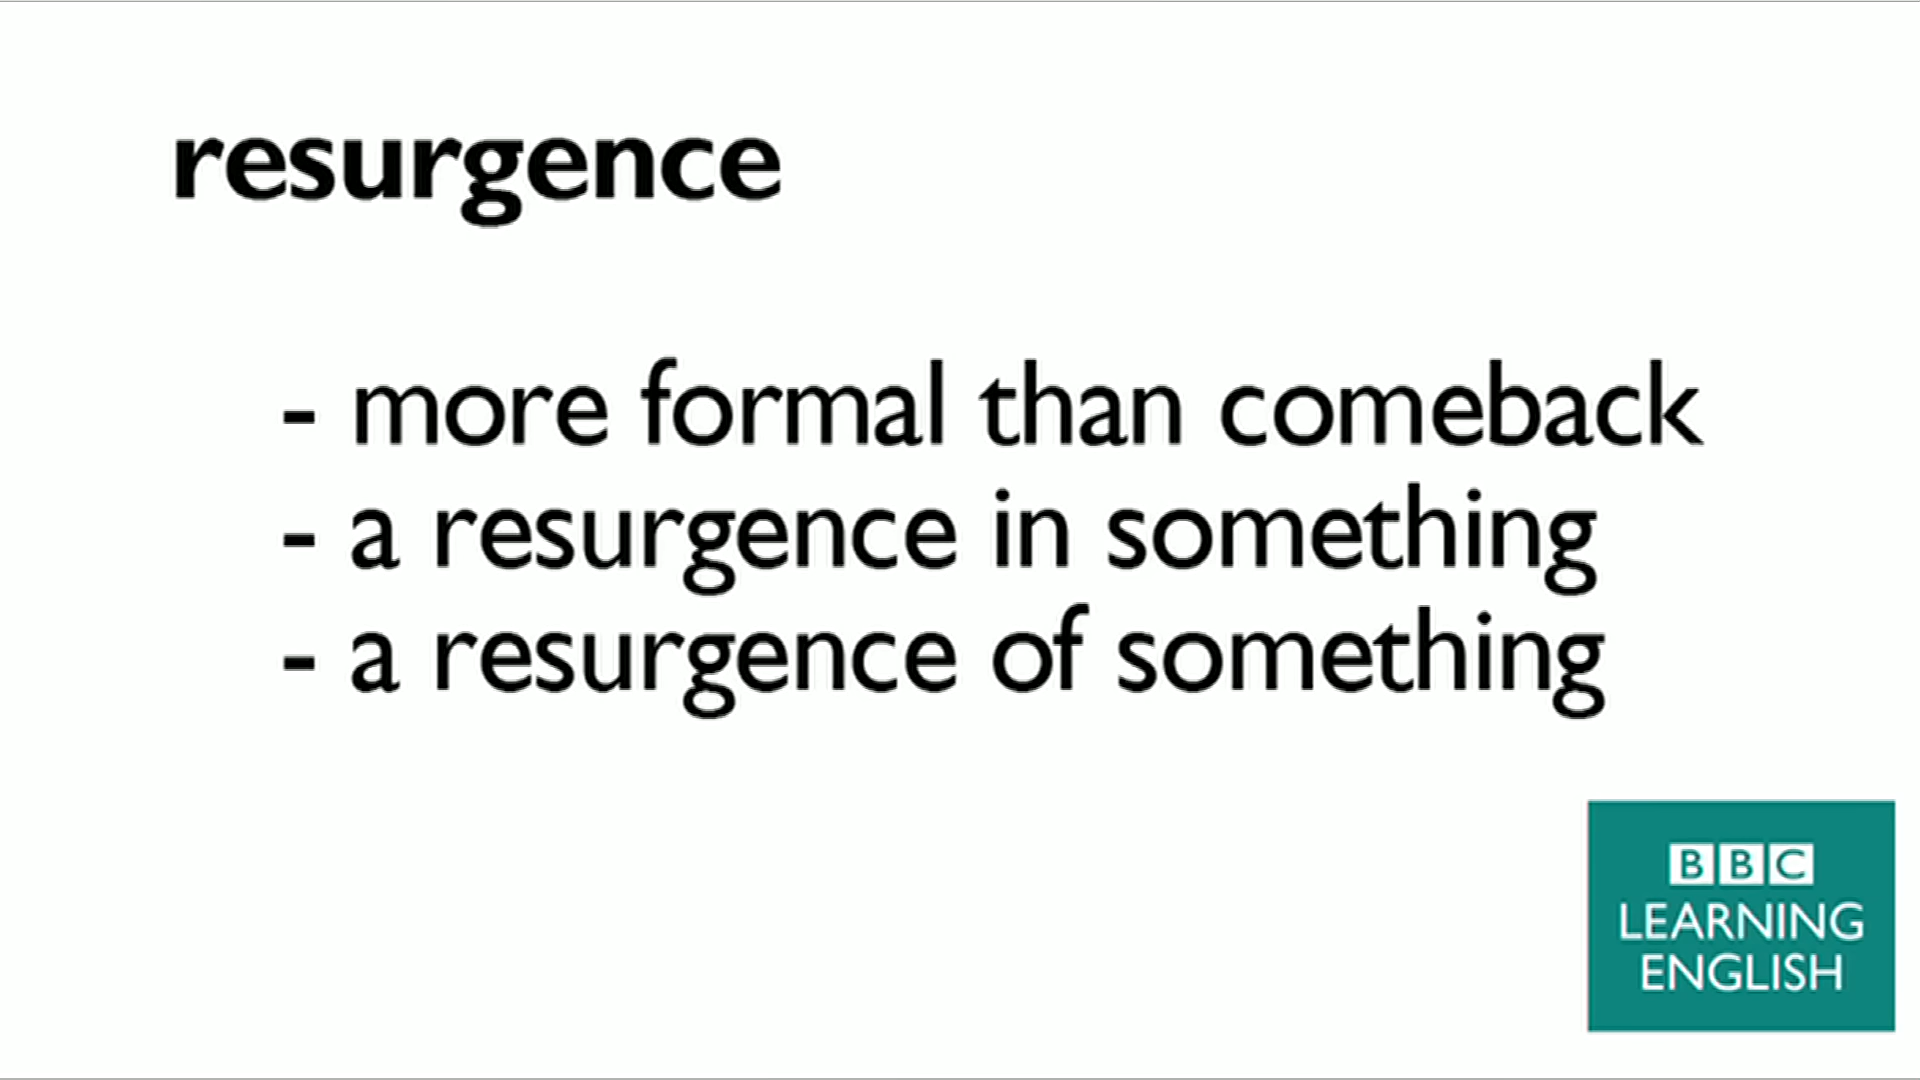 resurgence
- more formal than comeback
- a resurgence in something
- a resurgence of something
BBC
LEARNING
ENGLISH